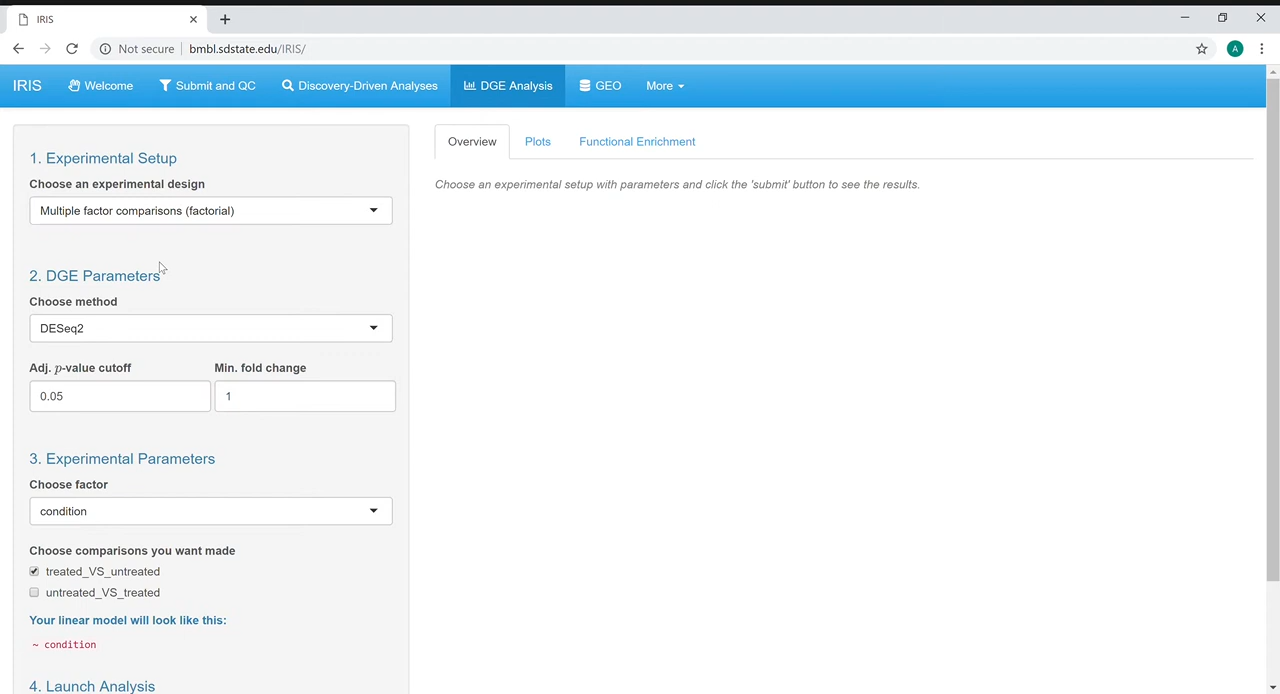 IRIS
Not secure | bmbl.sdstate.edu/IRIS/
A
IRIS Welcome Submit and QC Discovery-Driven Analyses DGE Analysis GEO More
1. Experimental Setup
Choose an experimental design
Multiple factor comparisons (factorial)
2. DGE Parameters
Choose method
DESeq2
Adj. p-value cutoff Min. fold change
0.05 1
3. Experimental Parameters
Choose factor
condition
Choose comparisons you want made
treated_VS_untreated
untreated_VS_treated
Your linear model will look like this:
~ condition
4. Launch Analysis
Overview Plots Functional Enrichment
Choose an experimental setup with parameters and click the 'submit' button to see the results.